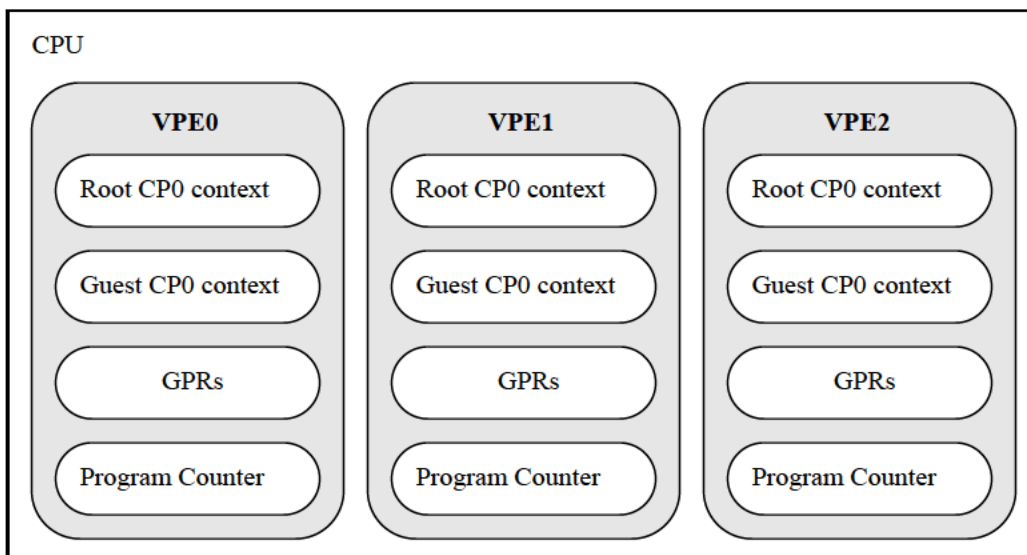 CPU
VPE0
Root CP0 context
Guest CP0 context
GPRs
Program Counter
VPE1
Root CP0 context
Guest CP0 context
GPRs
Program Counter
VPE2
Root CP0 context
Guest CP0 context
GPRs
Program Counter